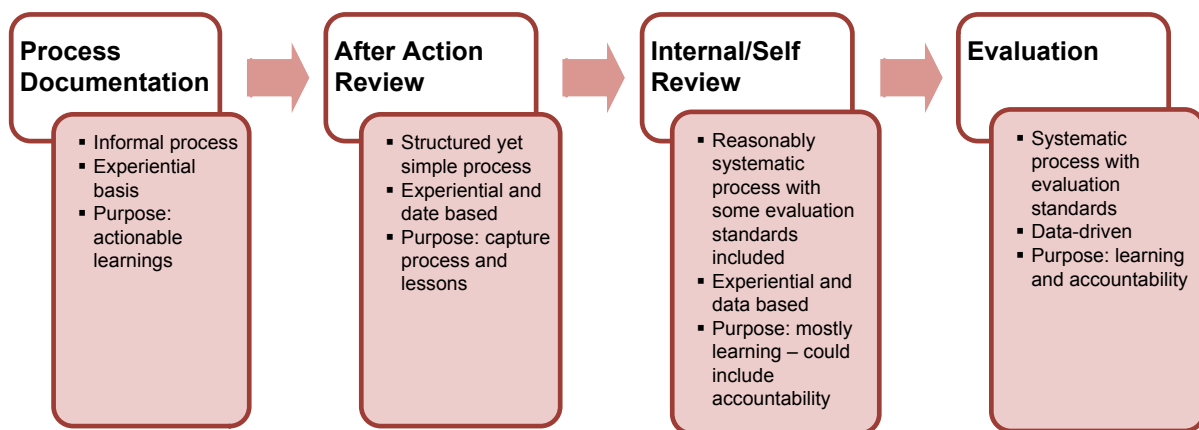 Process
Documentation
▪ Informal process
▪ Experiential
basis
▪ Purpose:
actionable
learnings
After Action
Review
▪ Structured yet
simple process
▪ Experiential and
date based
▪ Purpose: capture
process and
lessons
Internal/Self
Review
▪ Reasonably
systematic
process with
some evaluation
standards
included
▪ Experiential and
data based
▪ Purpose: mostly
learning – could
include
accountability
Evaluation
▪ Systematic
process with
evaluation
standards
▪ Data-driven
▪ Purpose: learning
and accountability